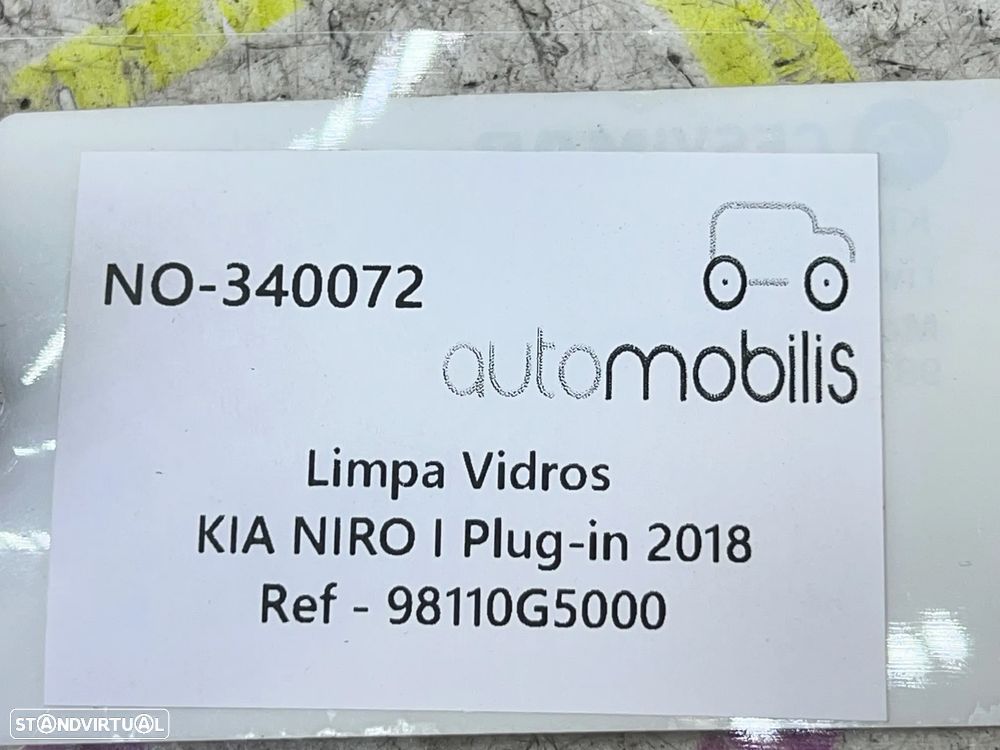 NO-340072
automobilis
Limpa Vidros
KIA NIRO I Plug-in 2018
Ref - 98110G5000
STANDVIRTUAL